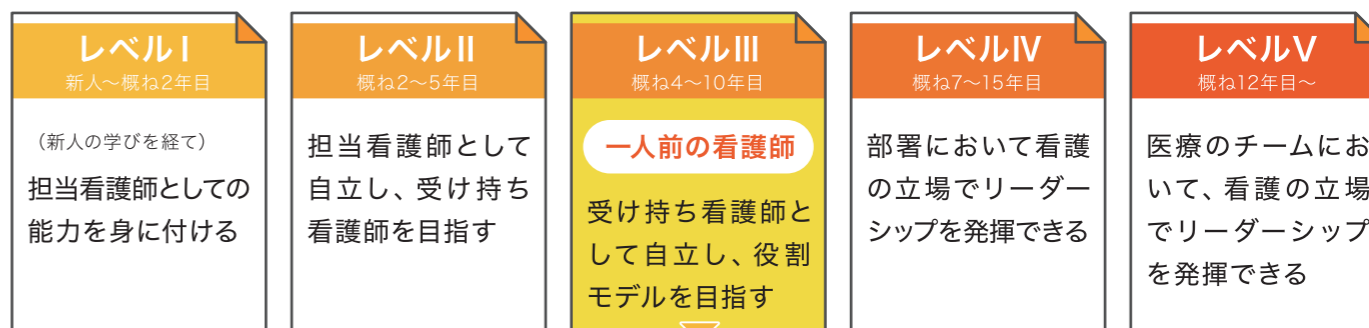 レベルⅠ
新人〜概ね2年目
（新人の学びを経て）
担当看護師としての
能力を身に付ける
レベルⅡ
概ね2〜5年目
担当看護師として
自立し、受け持ち
看護師を目指す
レベルⅢ
概ね4〜10年目
一人前の看護師
受け持ち看護師と
して自立し、役割
モデルを目指す
レベルⅣ
概ね7〜15年目
部署において看護
の立場でリーダー
シップを発揮できる
レベルⅤ
概ね12年目〜
医療のチームにお
いて、看護の立場
でリーダーシップ
を発揮できる